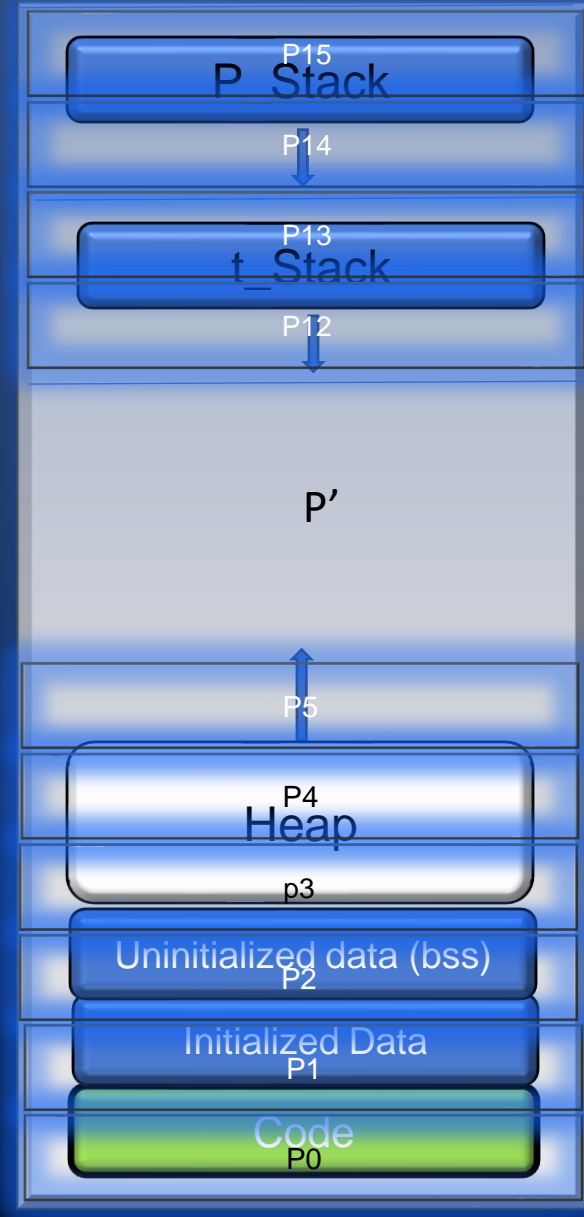 P15
P_Stack
P14
P13
t_Stack
P12
P’
P5
P4
Heap
p3
Uninitialized data (bss)
P2
Initialized Data
P1
Code
P0